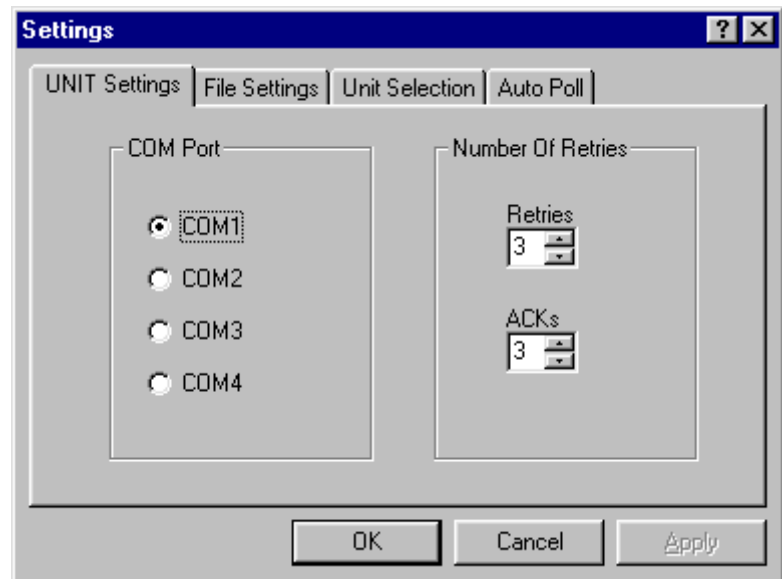 Settings
UNIT Settings File Settings Unit Selection Auto Poll
COM Port
COM1
COM2
COM3
COM4
Number Of Retries
Retries
3
ACKs
3
OK Cancel Apply